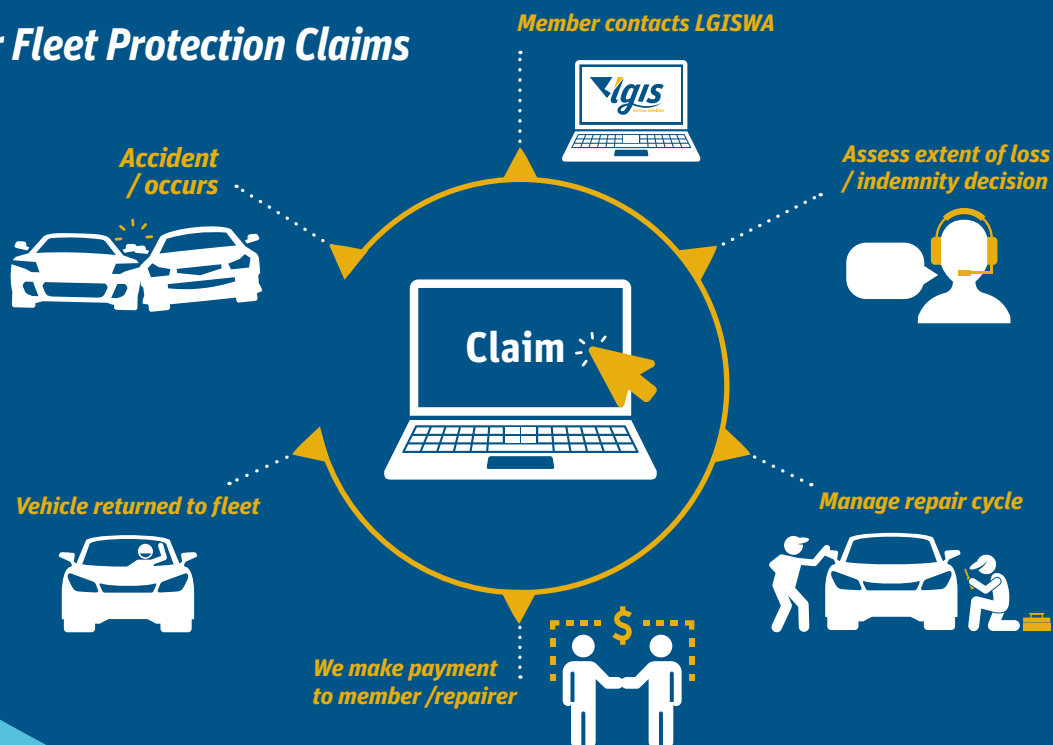 Fleet Protection Claims
Member contacts LGISWA
lgis
Accident
/ occurs
Assess extent of loss
/ indemnity decision
Claim
Vehicle returned to fleet
Manage repair cycle
$
We make payment
to member /repairer